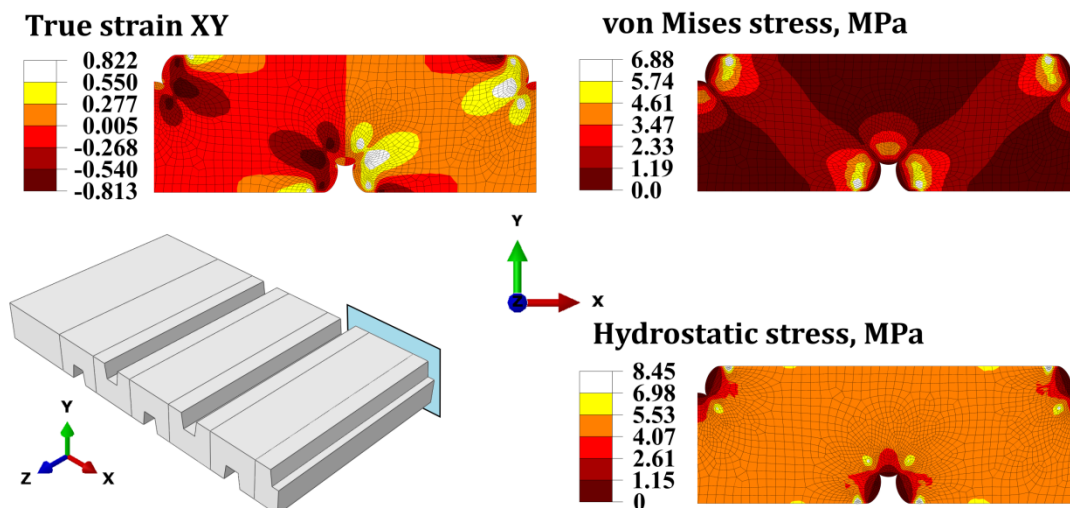 True strain XY
0.822
0.550
0.277
0.005
-0.268
-0.540
-0.813
von Mises stress, MPa
6.88
5.74
4.61
3.47
2.33
1.19
0.0
Y
Z
X
Y
Z
X
Hydrostatic stress, MPa
8.45
6.98
5.53
4.07
2.61
1.15
0